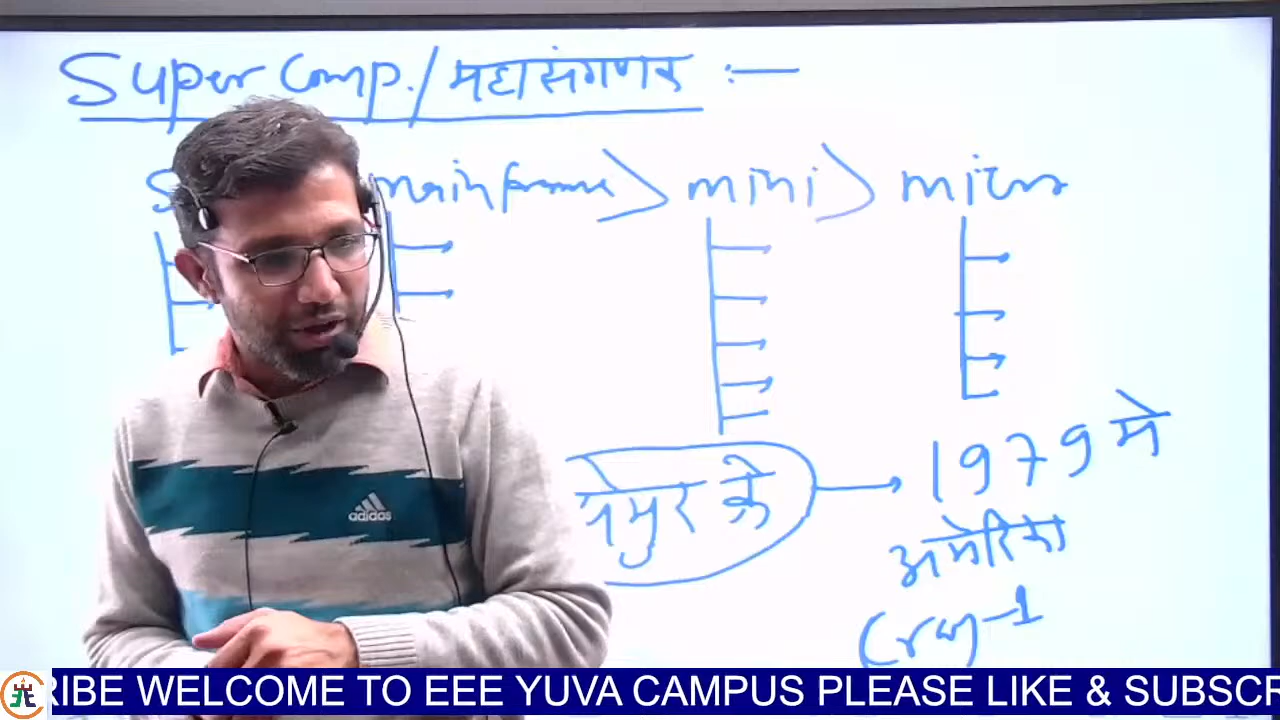 Super Comp. / महासंगणक :—
mainframe > mini > micro
1979 में
अमेरिका
Cray-1
adidas
RIBE WELCOME TO EEE YUVA CAMPUS PLEASE LIKE & SUBSCR